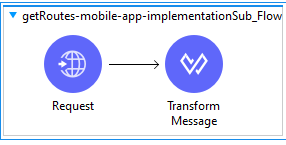 getRoutes-mobile-app-implementationSub_Flow
Request
Transform
Message